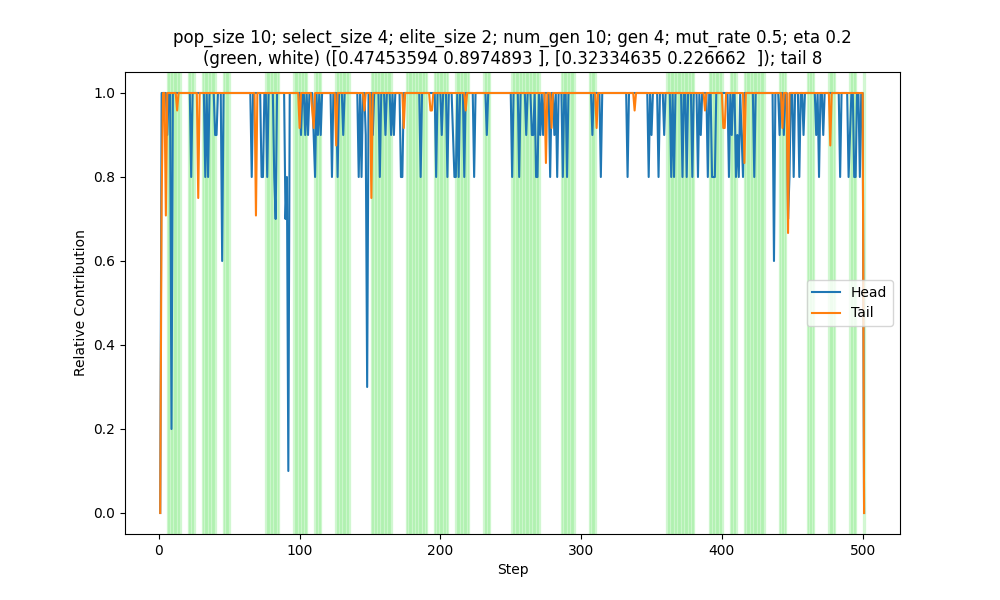 pop_size 10; select_size 4; elite_size 2; num_gen 10; gen 4; mut_rate 0.5; eta 0.2
(green, white) ([0.47453594 0.8974893 ], [0.32334635 0.226662  ]); tail 8
1.0
0.8
0.6
0.4
0.2
0.0
Relative Contribution
Head
Tail
0 100 200 300 400 500
Step